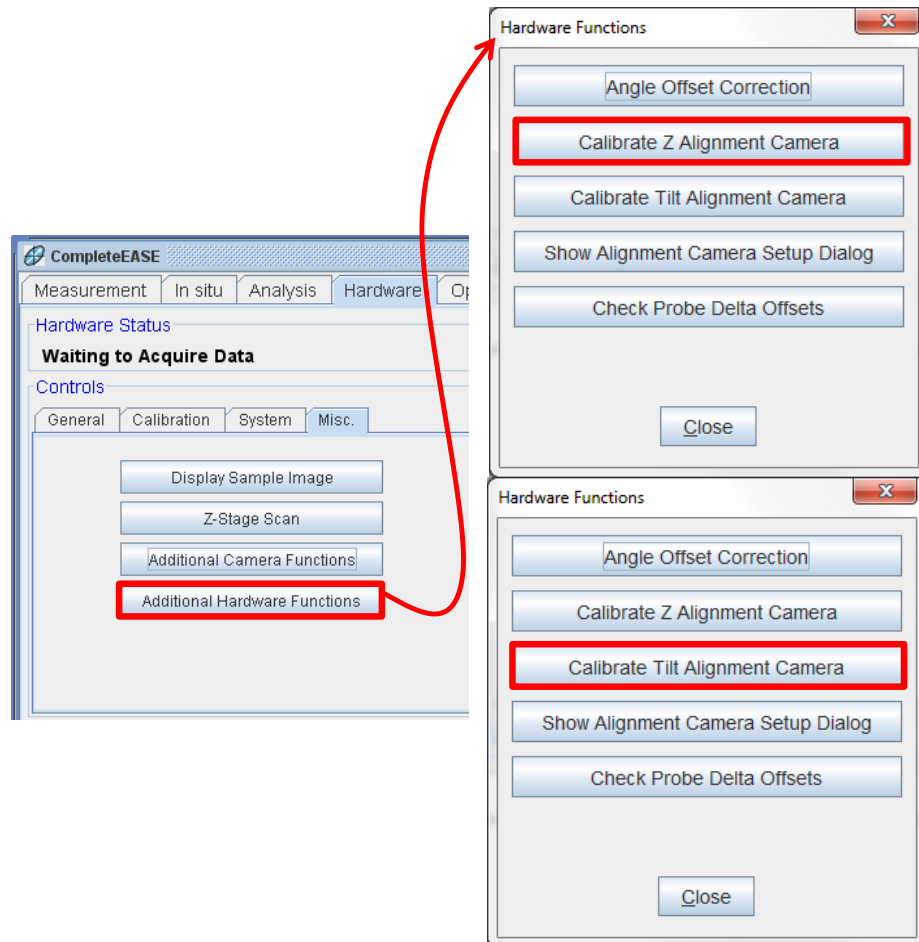 CompleteEASE
Measurement In situ Analysis Hardware Op
Hardware Status
Waiting to Acquire Data
Controls
General Calibration System Misc.
Display Sample Image
Z-Stage Scan
Additional Camera Functions
Additional Hardware Functions
Hardware Functions
Angle Offset Correction
Calibrate Z Alignment Camera
Calibrate Tilt Alignment Camera
Show Alignment Camera Setup Dialog
Check Probe Delta Offsets
Close
Hardware Functions
Angle Offset Correction
Calibrate Z Alignment Camera
Calibrate Tilt Alignment Camera
Show Alignment Camera Setup Dialog
Check Probe Delta Offsets
Close